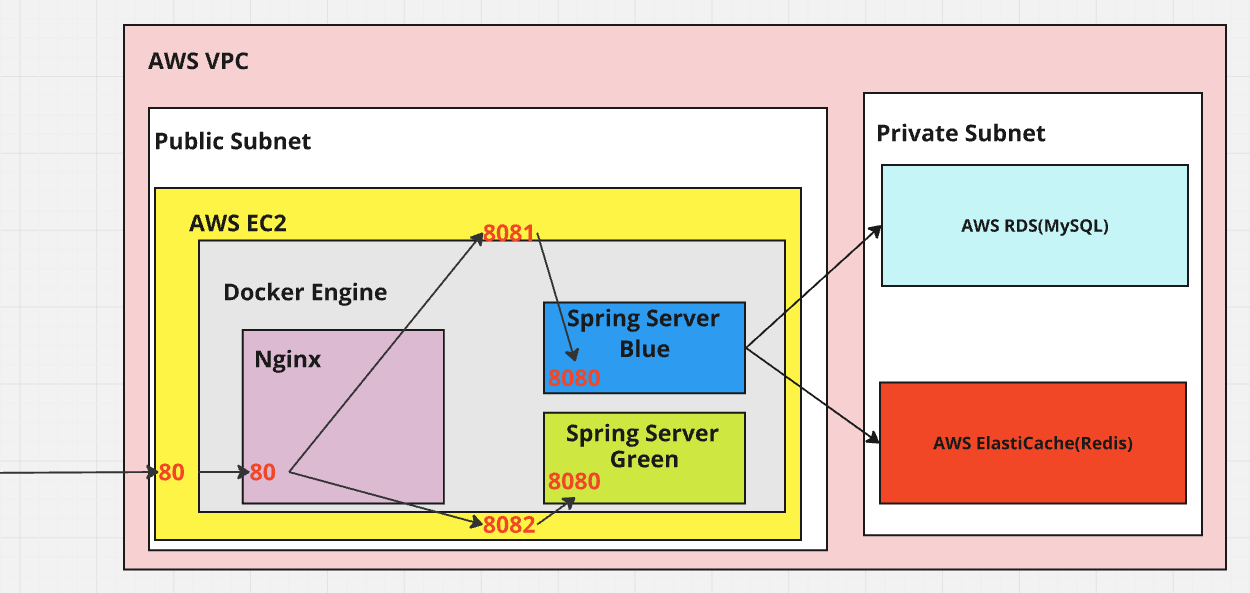 AWS VPC
Public Subnet
Private Subnet
AWS EC2
8081
AWS RDS(MySQL)
Docker Engine
Spring Server
Blue
8080
Nginx
Spring Server
Green
8080
80
80
8082
AWS ElastiCache(Redis)